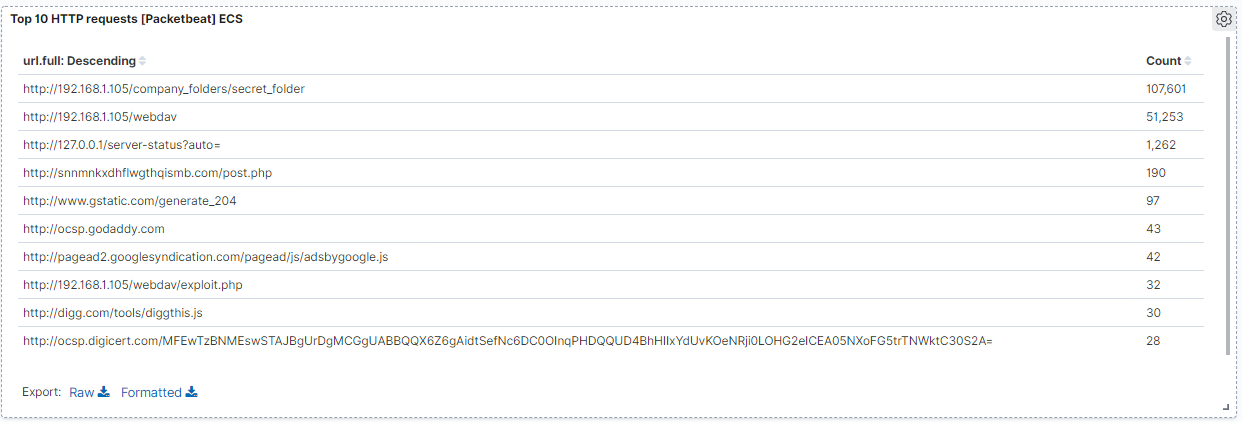 Top 10 HTTP requests [Packetbeat] ECS
url.full: Descending Count
http://192.168.1.105/company_folders/secret_folder 107,601
http://192.168.1.105/webdav 51,253
http://127.0.0.1/server-status?auto= 1,262
http://snnmnkxdhflwgthqismb.com/post.php 190
http://www.gstatic.com/generate_204 97
http://ocsp.godaddy.com 43
http://pagead2.googlesyndication.com/pagead/js/adsbygoogle.js 42
http://192.168.1.105/webdav/exploit.php 32
http://digg.com/tools/diggthis.js 30
http://ocsp.digicert.com/MFEwTzBNMEswSTAJBgUrDgMCGgUABBQQX6Z6gAidtSefNc6DC0OInqPHDQQUD4BhHIIxYdUvKOeNRji0LOHG2eICEA05NXoFG5trTNWktC30S2A= 28
Export: Raw Formatted